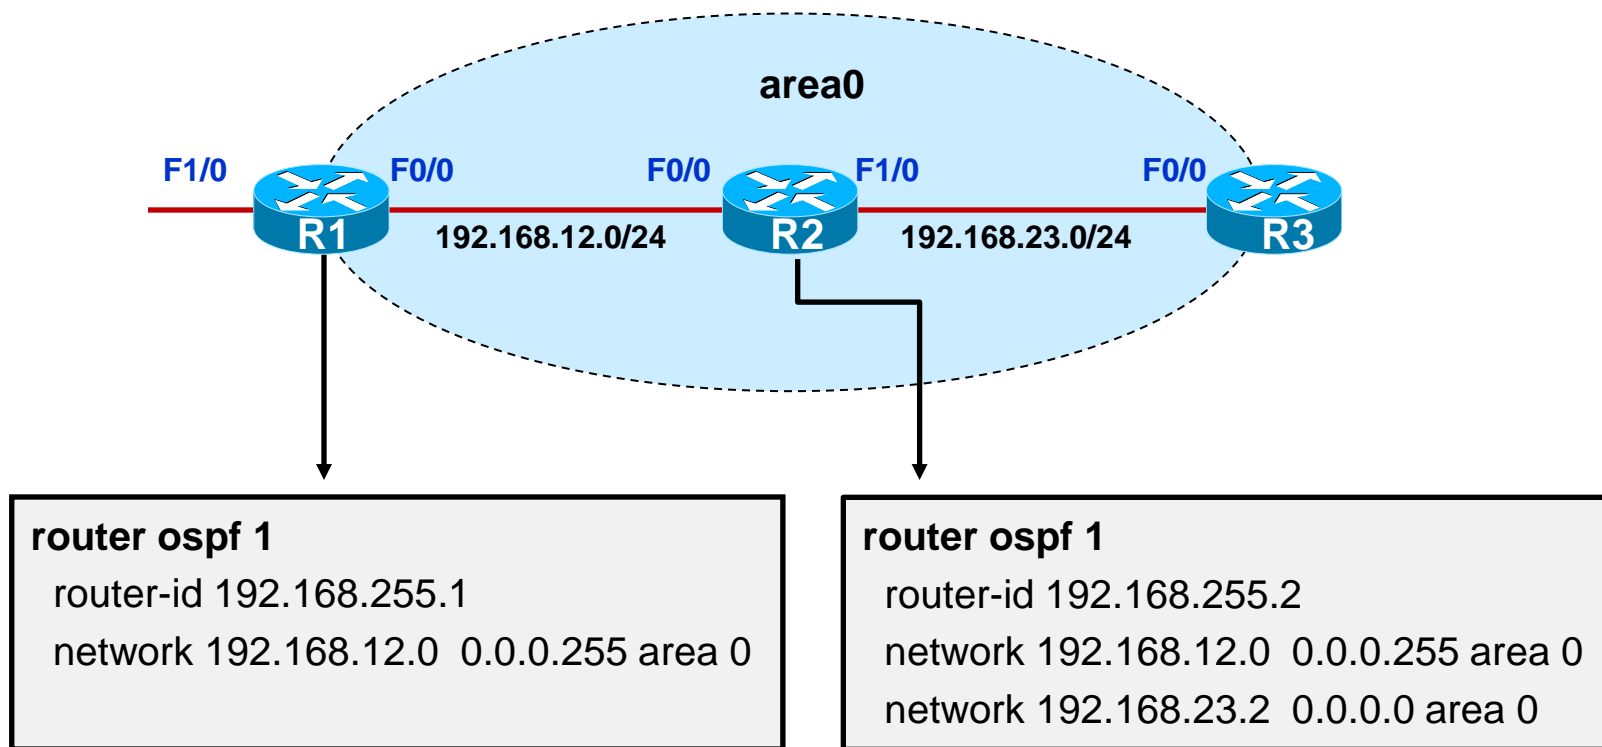 area0
F1/0
F0/0
F0/0
F1/0
F0/0
R1
192.168.12.0/24
R2
192.168.23.0/24
R3
router ospf 1
router-id 192.168.255.1
network 192.168.12.0 0.0.0.255 area 0
router ospf 1
router-id 192.168.255.2
network 192.168.12.0 0.0.0.255 area 0
network 192.168.23.2 0.0.0.0 area 0